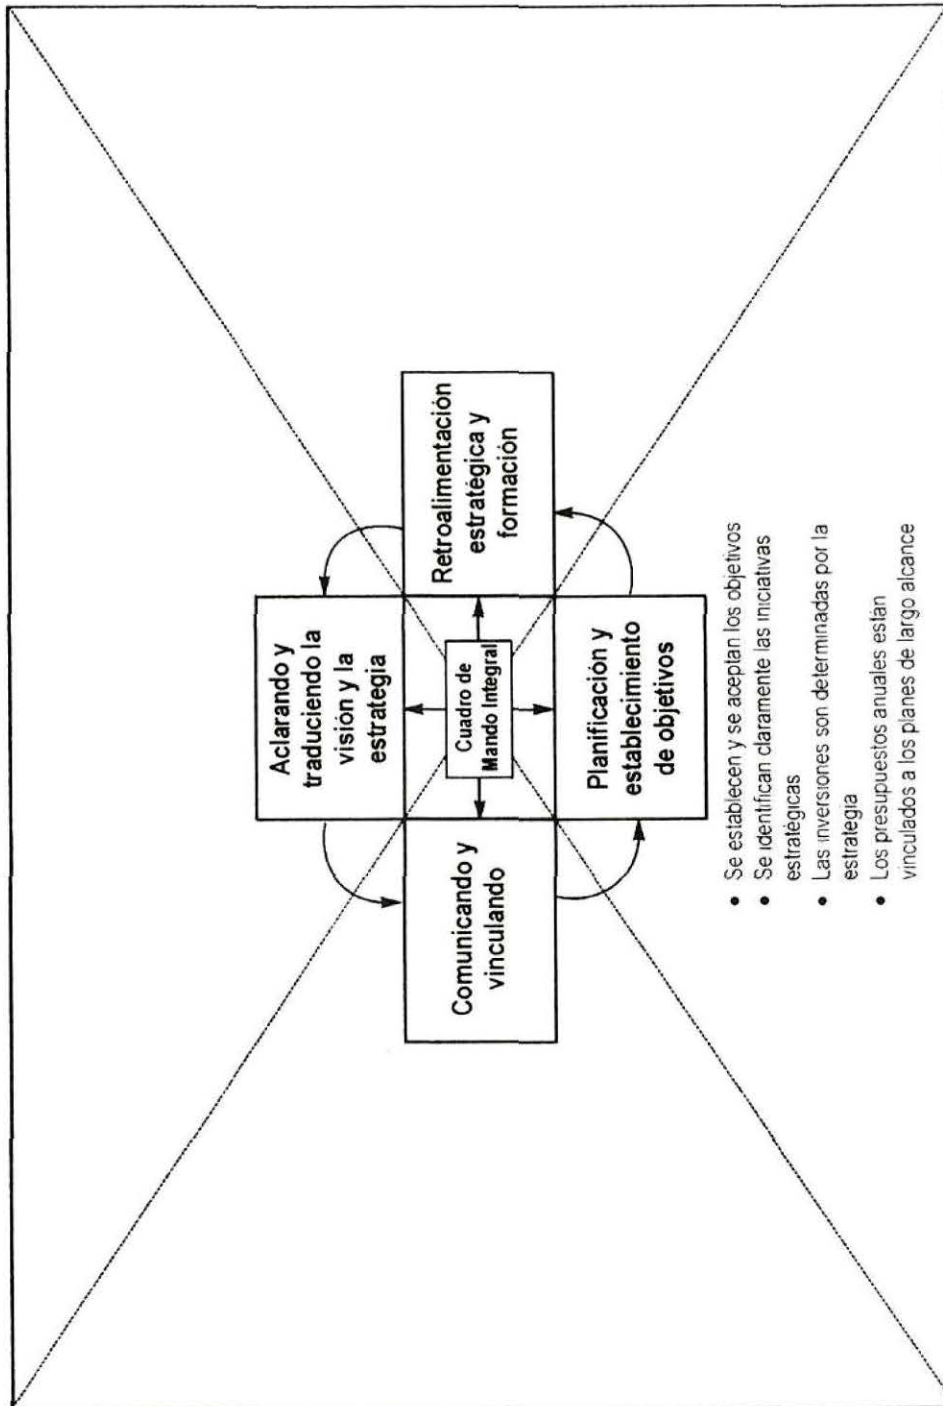 Aclarando y
traduciendo la
visión y la
estrategia
Comunicando y
vinculando
Cuadro de
Mando Integral
Retroalimentación
estratégica y
formación
Planificación y
establecimiento
de objetivos
• Se establecen y se aceptan los objetivos
• Se identifican claramente las iniciativas
estratégicas
• Las inversiones son determinadas por la
estrategia
• Los presupuestos anuales están
vinculados a los planes de largo alcance